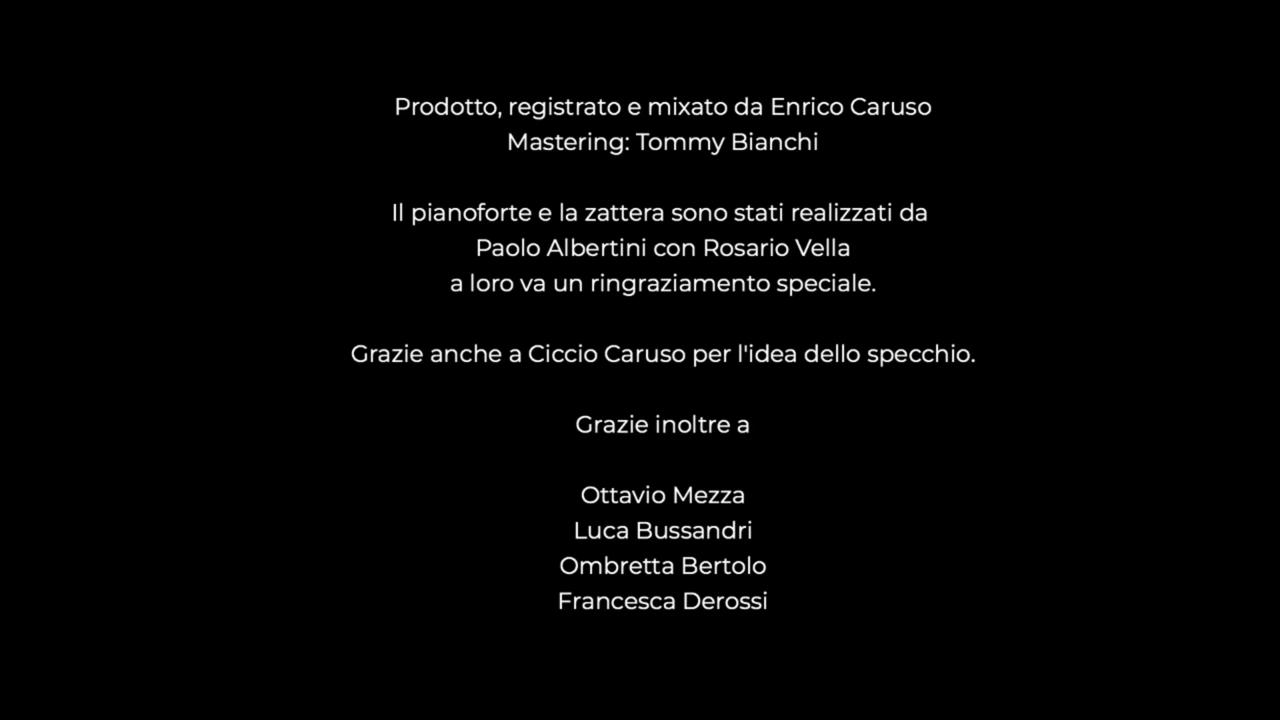 Prodotto, registrato e mixato da Enrico Caruso
Mastering: Tommy Bianchi
Il pianoforte e la zattera sono stati realizzati da
Paolo Albertini con Rosario Vella
a loro va un ringraziamento speciale.
Grazie anche a Ciccio Caruso per l'idea dello specchio.
Grazie inoltre a
Ottavio Mezza
Luca Bussandri
Ombretta Bertolo
Francesca Derossi